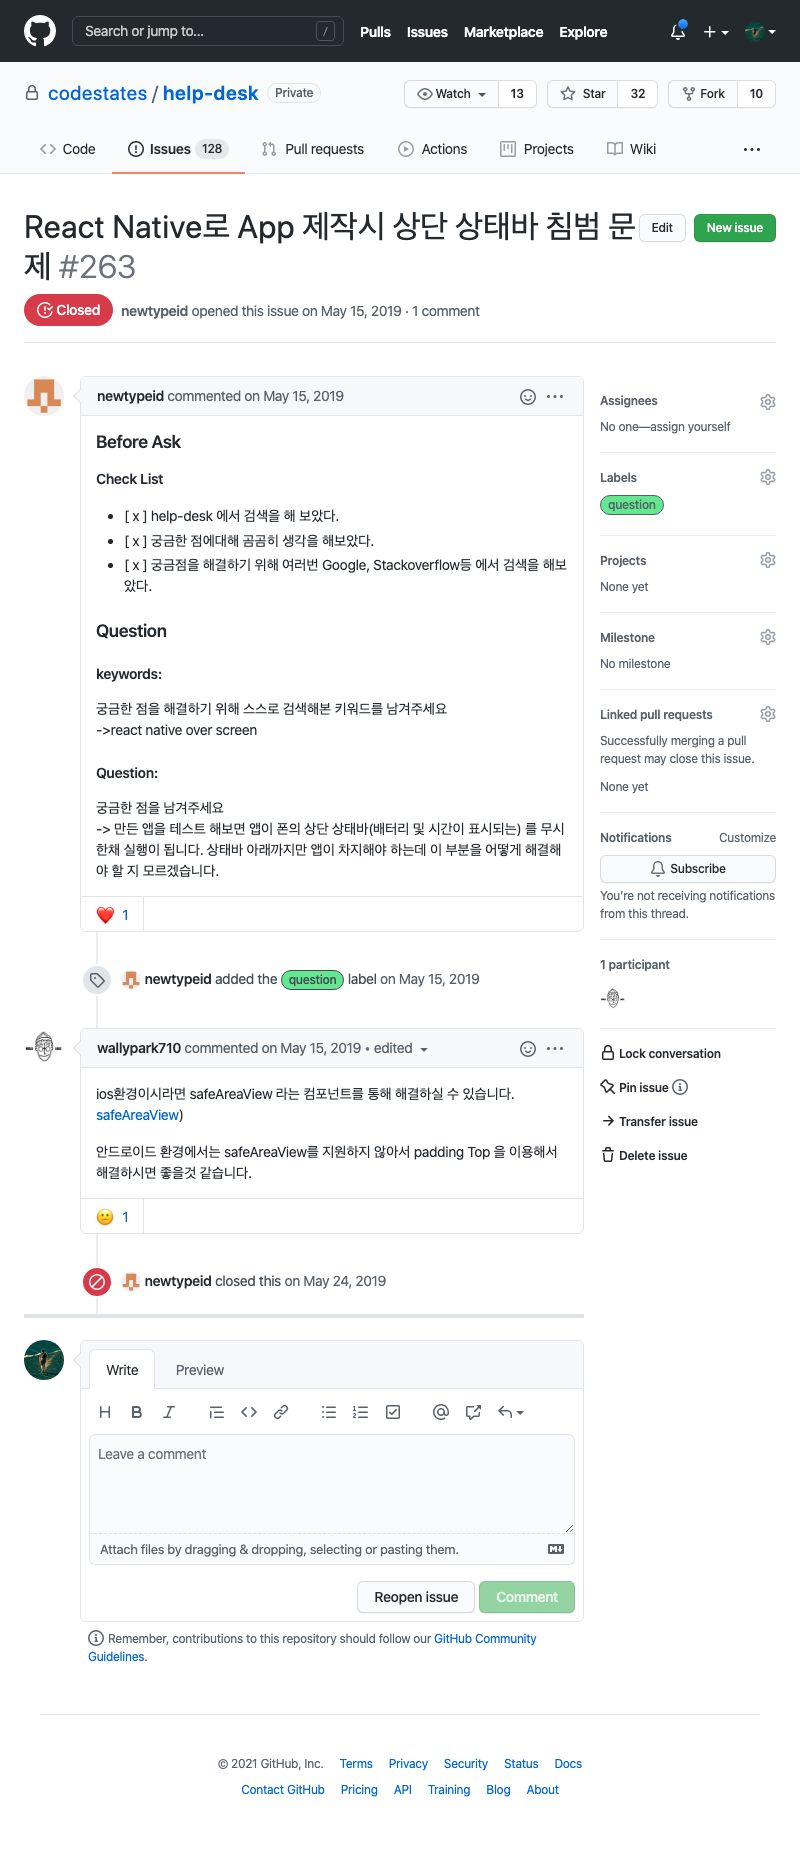 Search or jump to...
/
Pulls
Issues
Marketplace
Explore
codestates / help-desk
Private
Watch
13
Star
32
Fork
10
Code
Issues 128
Pull requests
Actions
Projects
Wiki
React Native로 App 제작시 상단 상태바 침범 문
제 #263
Edit
New issue
Closed
newtypeid opened this issue on May 15, 2019 · 1 comment
newtypeid commented on May 15, 2019
Before Ask
Check List
• [ x ] help-desk 에서 검색을 해 보았다.
• [ x ] 궁금한 점에대해 곰곰히 생각을 해보았다.
• [ x ] 궁금점을 해결하기 위해 여러번 Google, Stackoverflow등 에서 검색을 해보
았다.
Question
keywords:
궁금한 점을 해결하기 위해 스스로 검색해본 키워드를 남겨주세요
->react native over screen
Question:
궁금한 점을 남겨주세요
-> 만든 앱을 테스트 해보면 앱이 폰의 상단 상태바(배터리 및 시간이 표시되는) 를 무시
한채 실행이 됩니다. 상태바 아래까지만 앱이 차지해야 하는데 이 부분을 어떻게 해결해
야 할 지 모르겠습니다.
❤️ 1
newtypeid added the question label on May 15, 2019
wallypark710 commented on May 15, 2019 • edited
ios환경이시라면 safeAreaView 라는 컴포넌트를 통해 해결하실 수 있습니다.
safeAreaView)
안드로이드 환경에서는 safeAreaView를 지원하지 않아서 padding Top 을 이용해서
해결하시면 좋을것 같습니다.
😕 1
newtypeid closed this on May 24, 2019
Write
Preview
H B I
Leave a comment
Attach files by dragging & dropping, selecting or pasting them.
Reopen issue
Comment
Remember, contributions to this repository should follow our GitHub Community
Guidelines.
Assignees
No one—assign yourself
Labels
question
Projects
None yet
Milestone
No milestone
Linked pull requests
Successfully merging a pull
request may close this issue.
None yet
Notifications
Customize
Subscribe
You're not receiving notifications
from this thread.
1 participant
Lock conversation
Pin issue
Transfer issue
Delete issue
© 2021 GitHub, Inc.
Terms
Privacy
Security
Status
Docs
Contact GitHub
Pricing
API
Training
Blog
About